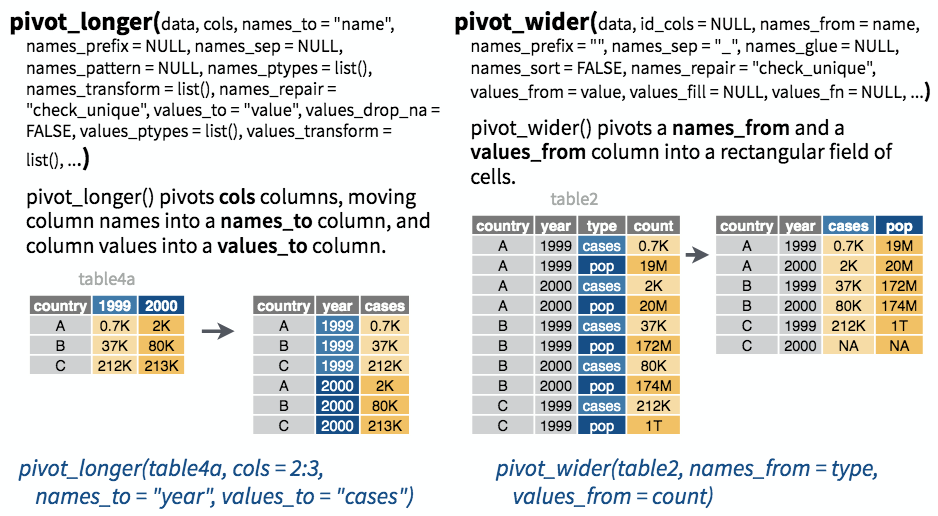 pivot_longer(data, cols, names_to = "name",
names_prefix = NULL, names_sep = NULL,
names_pattern = NULL, names_ptypes = list(),
names_transform = list(), names_repair =
"check_unique", values_to = "value", values_drop_na =
FALSE, values_ptypes = list(), values_transform =
list(), ...)
pivot_longer() pivots cols columns, moving
column names into a names_to column, and
column values into a values_to column.
table4a
country 1999 2000
A 0.7K 2K
B 37K 80K
C 212K 213K
country year cases
A 1999 0.7K
B 1999 37K
C 1999 212K
A 2000 2K
B 2000 80K
C 2000 213K
pivot_longer(table4a, cols = 2:3,
names_to = "year", values_to = "cases")
pivot_wider(data, id_cols = NULL, names_from = name,
names_prefix = "", names_sep = "_", names_glue = NULL,
names_sort = FALSE, names_repair = "check_unique",
values_from = value, values_fill = NULL, values_fn = NULL, ...)
pivot_wider() pivots a names_from and a
values_from column into a rectangular field of
cells.
table2
country year type count
A 1999 cases 0.7K
A 1999 pop 19M
A 2000 cases 2K
A 2000 pop 20M
B 1999 cases 37K
B 1999 pop 172M
B 2000 cases 80K
B 2000 pop 174M
C 1999 cases 212K
C 1999 pop 1T
country year cases pop
A 1999 0.7K 19M
A 2000 2K 20M
B 1999 37K 172M
B 2000 80K 174M
C 1999 212K 1T
C 2000 NA NA
pivot_wider(table2, names_from = type,
values_from = count)